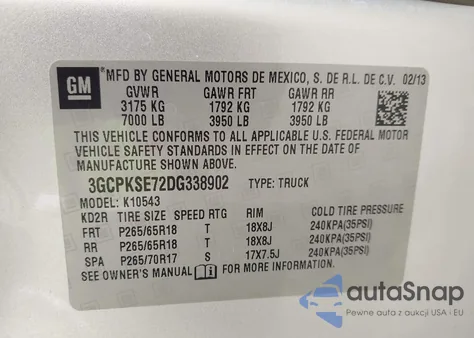 GM MFD BY GENERAL MOTORS DE MEXICO, S. DE R.L. DE C.V. 02/13
GVWR GAWR FRT GAWR RR
3175 KG 1792 KG 1792 KG
7000 LB 3950 LB 3950 LB
THIS VEHICLE CONFORMS TO ALL APPLICABLE U.S. FEDERAL MOTOR
VEHICLE SAFETY STANDARDS IN EFFECT ON THE DATE OF
MANUFACTURE SHOWN ABOVE.
3GCPKSE72DG338902 TYPE: TRUCK
MODEL: K10543
KD2R TIRE SIZE SPEED RTG RIM COLD TIRE PRESSURE
FRT P265/65R18 T 18X8J 240KPA(35PSI)
RR P265/65R18 T 18X8J 240KPA(35PSI)
SPA P265/70R17 S 17X7.5J 240KPA(35PSI)
SEE OWNER'S MANUAL FOR MORE INFORMATION.
autoSnap
Pewne auta z aukcji USA - EU